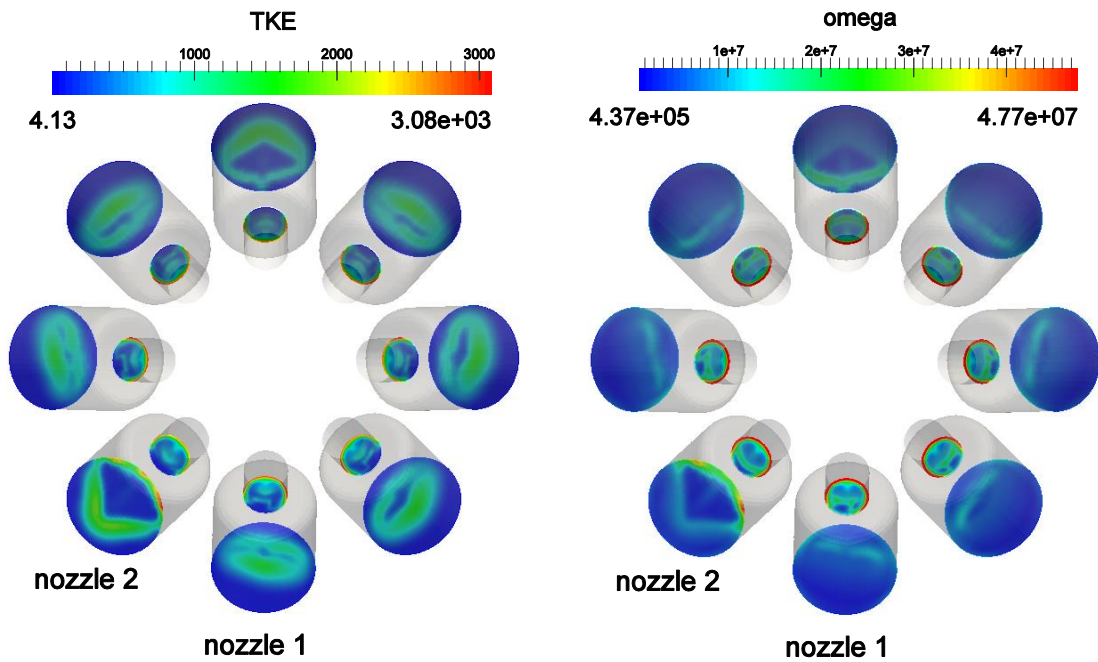 TKE
1000 2000 3000
4.13 3.08e+03
nozzle 2
nozzle 1
omega
1e+7 2e+7 3e+7 4e+7
4.37e+05 4.77e+07
nozzle 2
nozzle 1